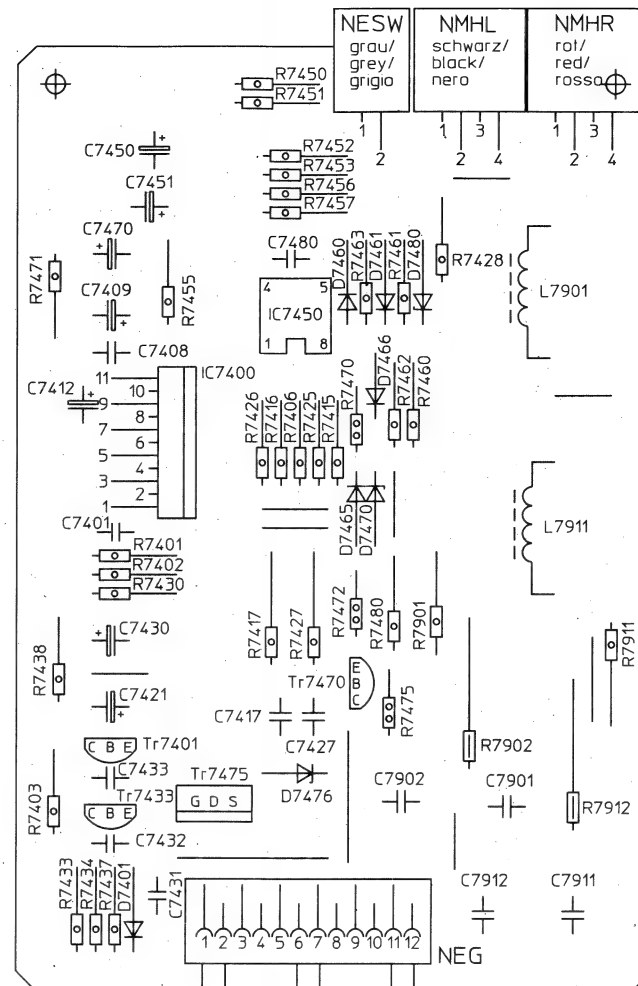 NESW
grau/
grey/
grigio
NMHL
schwarz/
black/
nero
NMHR
rot/
red/
rosso
1
2
1
2
3
4
1
2
3
4
R7450
R7451
C7450
R7452
R7453
R7456
R7457
C7451
C7470
C7480
D7460
R7463
D7461
R7461
D7480
R7428
R7471
R7455
C7409
4
5
IC7450
1
8
L7901
C7408
IC7400
C7412
11
10
9
8
7
6
5
4
3
2
1
R7426
R7416
R7406
R7425
R7415
R7470
D7466
R7462
R7460
D7465
D7470
L7911
C7401
R7401
R7402
R7430
C7430
R7438
R7417
R7427
R7472
R7480
R7901
R7911
Tr7470
E
B
C
R7475
C7421
C7417
C7427
C B E
Tr7401
C7433
Tr7433
C B E
C7432
R7403
Tr7475
G D S
D7476
C7902
R7902
C7901
R7912
R7433
R7434
R7437
D7401
C7431
C7912
C7911
1 2 3 4 5 6 7 8 9 10 11 12
NEG